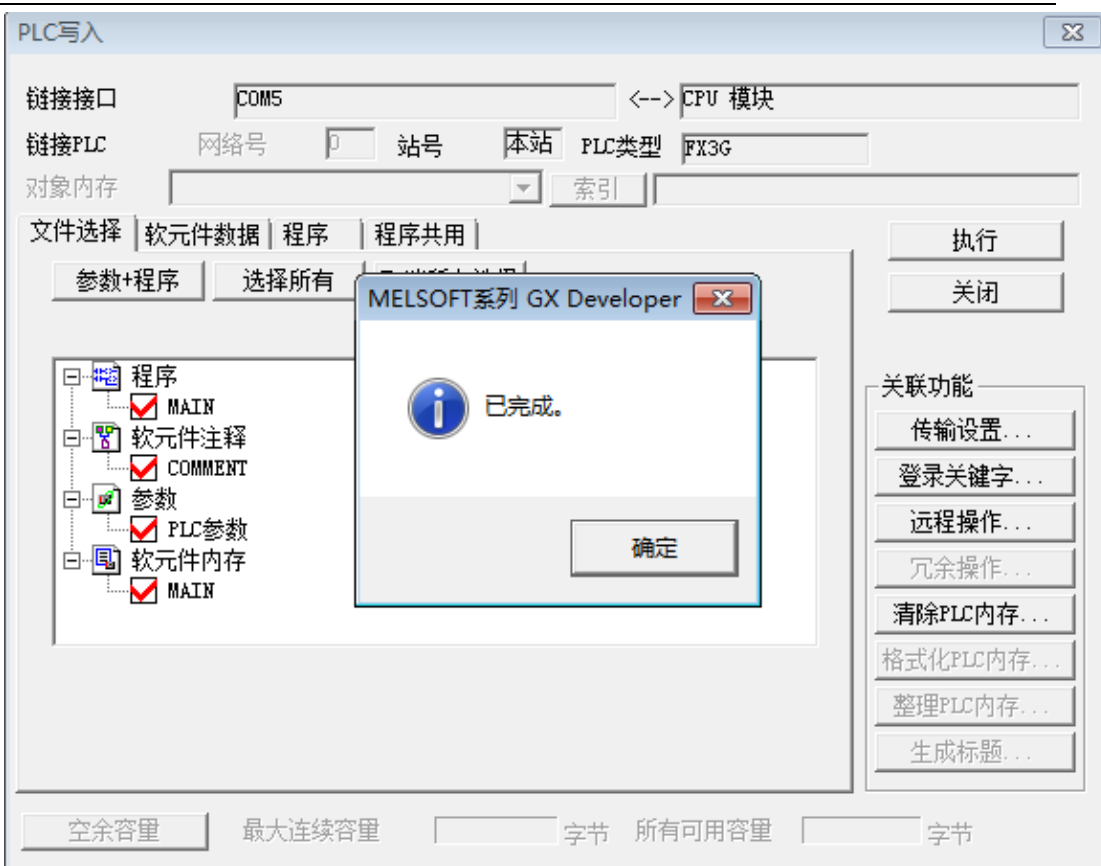 PLC写入
链接接口 COM5 <--> CPU 模块
链接PLC 网络号 0 站号 本站 PLC类型 FX3G
对象内存 索引
文件选择 软元件数据 程序 程序共用
执行
参数+程序 选择所有
关闭
MELSOFT系列 GX Developer
已完成。
确定
程序
MAIN
软元件注释
COMMENT
参数
PLC参数
软元件内存
MAIN
关联功能
传输设置...
登录关键字...
远程操作...
冗余操作...
清除PLC内存...
格式化PLC内存...
整理PLC内存...
生成标题...
空余容量 最大连续容量 字节 所有可用容量 字节